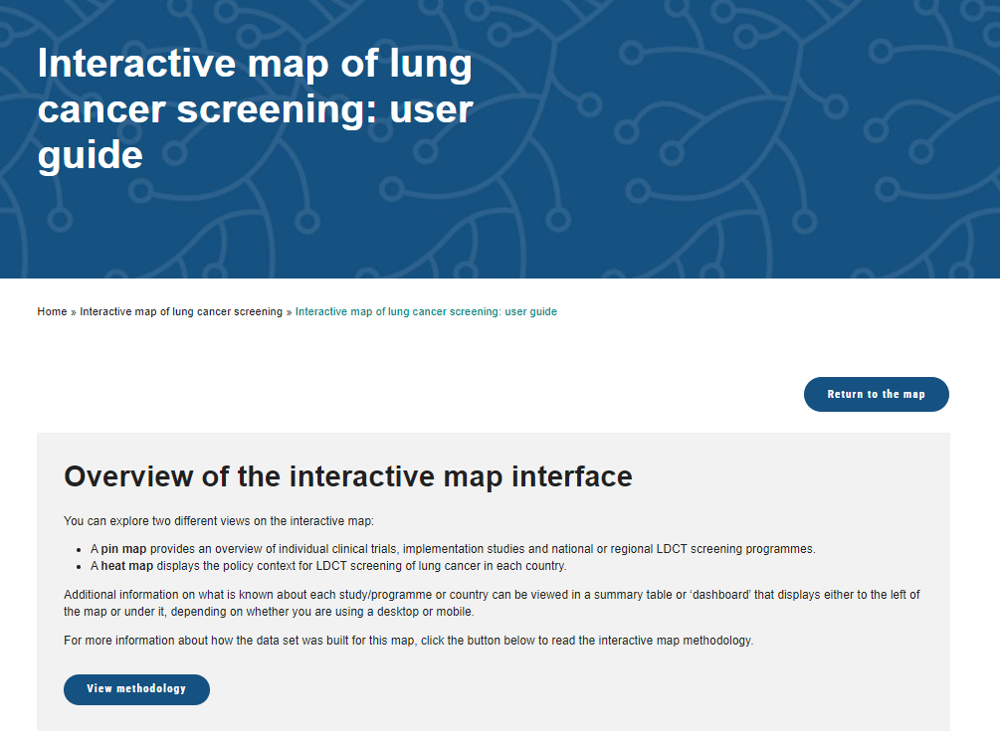 Interactive map of lung
cancer screening: user
guide
Home » Interactive map of lung cancer screening » Interactive map of lung cancer screening: user guide
Return to the map
Overview of the interactive map interface
You can explore two different views on the interactive map:
• A pin map provides an overview of individual clinical trials, implementation studies and national or regional LDCT screening programmes.
• A heat map displays the policy context for LDCT screening of lung cancer in each country.
Additional information on what is known about each study/programme or country can be viewed in a summary table or ‘dashboard’ that displays either to the left of
the map or under it, depending on whether you are using a desktop or mobile.
For more information about how the data set was built for this map, click the button below to read the interactive map methodology.
View methodology